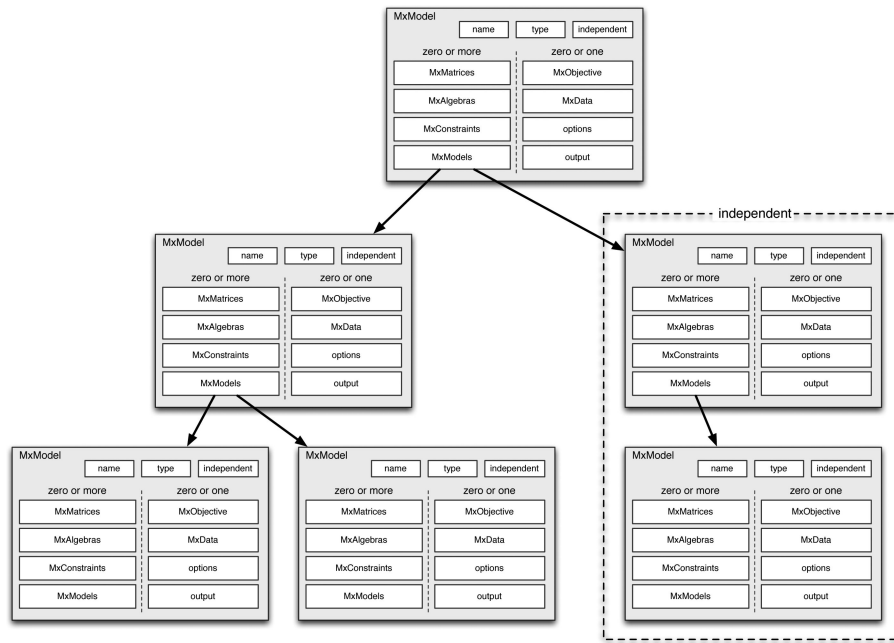 MxModel
name type independent
zero or more zero or one
MxMatrices MxObjective
MxAlgebras MxData
MxConstraints options
MxModels output
independent
MxModel
name type independent
zero or more zero or one
MxMatrices MxObjective
MxAlgebras MxData
MxConstraints options
MxModels output
MxModel
name type independent
zero or more zero or one
MxMatrices MxObjective
MxAlgebras MxData
MxConstraints options
MxModels output
MxModel
name type independent
zero or more zero or one
MxMatrices MxObjective
MxAlgebras MxData
MxConstraints options
MxModels output
MxModel
name type independent
zero or more zero or one
MxMatrices MxObjective
MxAlgebras MxData
MxConstraints options
MxModels output
MxModel
name type independent
zero or more zero or one
MxMatrices MxObjective
MxAlgebras MxData
MxConstraints options
MxModels output